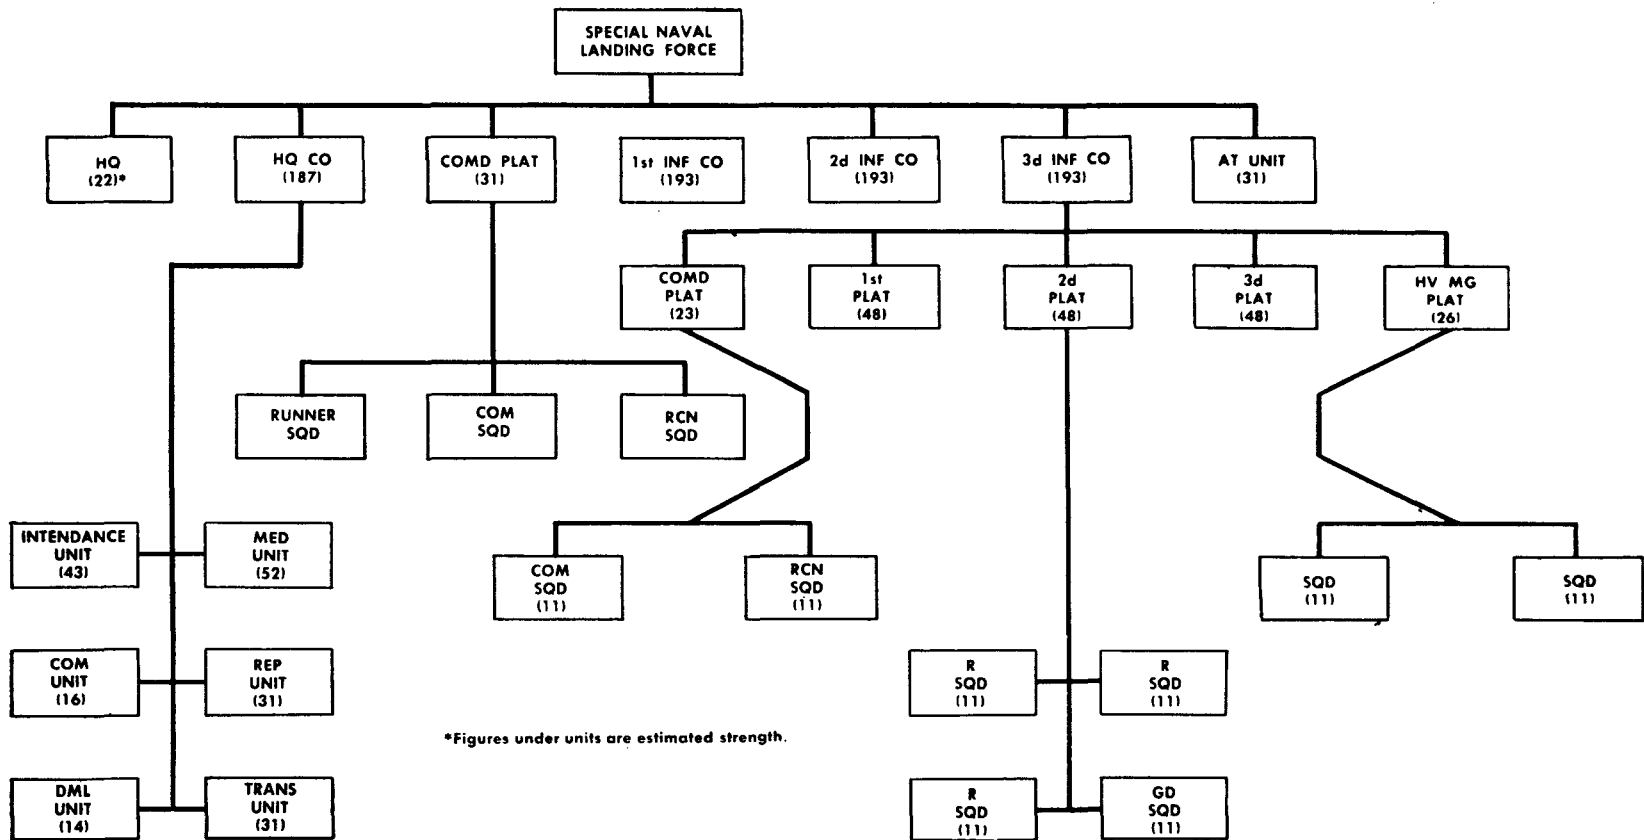 SPECIAL NAVAL
LANDING FORCE
HQ
(22)*
HQ CO
(187)
COMD PLAT
(31)
1st INF CO
(193)
2d INF CO
(193)
3d INF CO
(193)
AT UNIT
(31)
COMD
PLAT
(23)
1st
PLAT
(48)
2d
PLAT
(48)
3d
PLAT
(48)
HV MG
PLAT
(26)
RUNNER
SQD
COM
SQD
RCN
SQD
INTENDANCE
UNIT
(43)
MED
UNIT
(52)
COM
SQD
(11)
RCN
SQD
(11)
SQD
(11)
SQD
(11)
COM
UNIT
(16)
REP
UNIT
(31)
R
SQD
(11)
R
SQD
(11)
*Figures under units are estimated strength.
DML
UNIT
(14)
TRANS
UNIT
(31)
R
SQD
(11)
GD
SQD
(11)